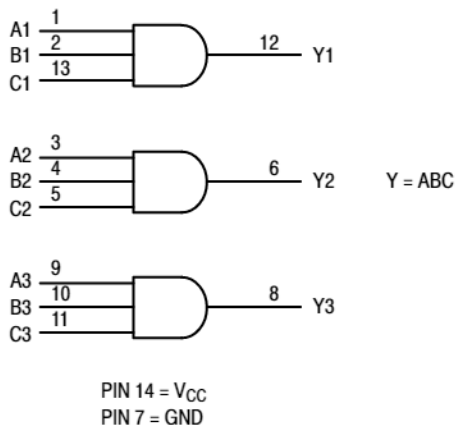 A1 1
B1 2
C1 13
12 Y1
A2 3
B2 4
C2 5
6 Y2
Y = ABC
A3 9
B3 10
C3 11
8 Y3
PIN 14 = VCC
PIN 7 = GND